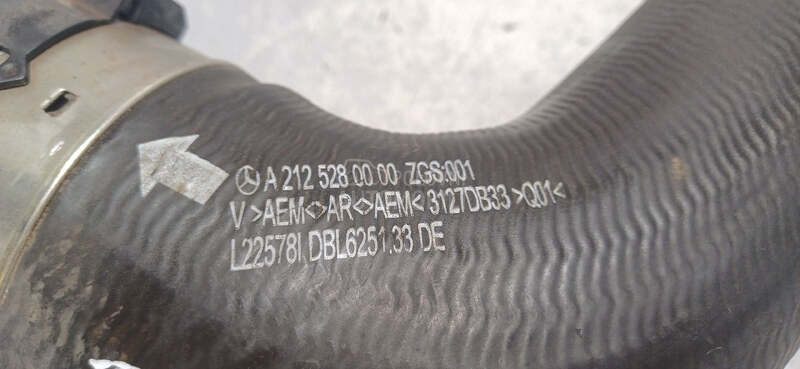 A 212 528 00 00 ZGS:001
V >AEM<>AR<>AEM< 3127DB33 >Q01<
L22578I DBL6251.33 DE